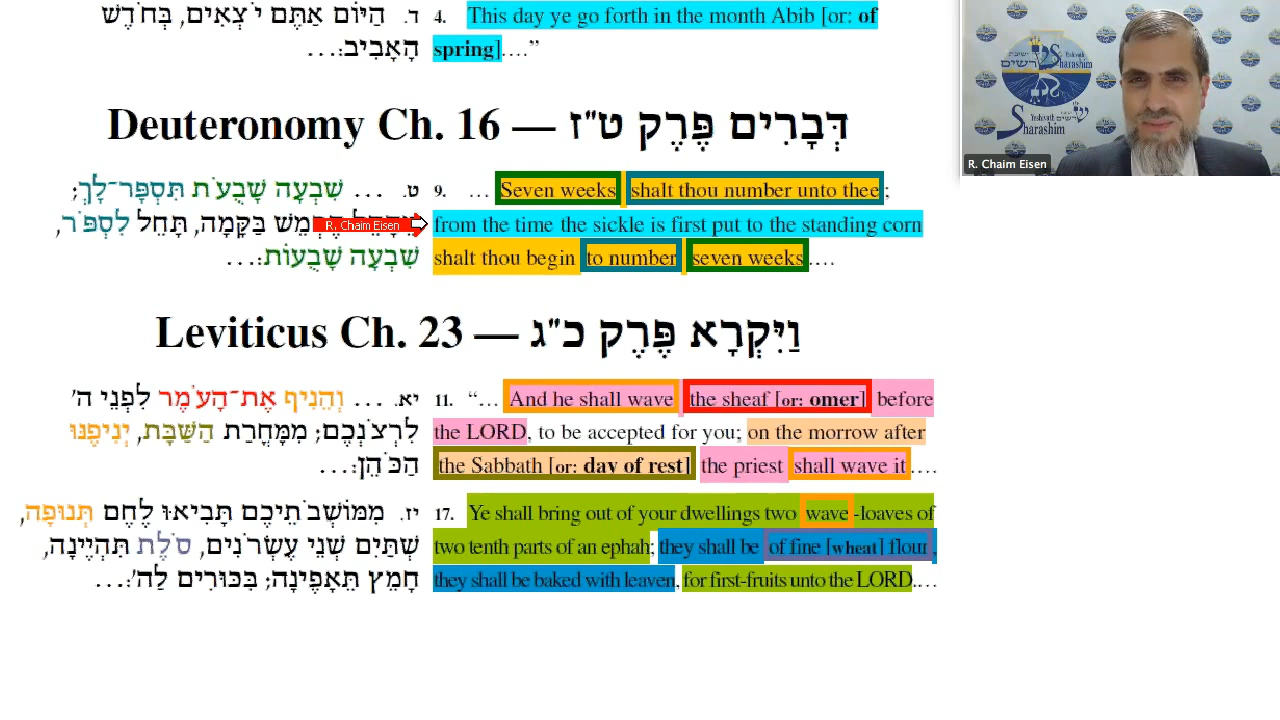 ד. הַיּוֹם אַתֶּם יֹצְאִים, בְּחֹדֶשׁ
הָאָבִיב:…
4. This day ye go forth in the month Abib [or: of
spring]….”
Deuteronomy Ch. 16 — דְּבָרִים פֶּרֶק ט"ז
ט. … שִׁבְעָה שָׁבֻעֹת תִּסְפָּר־לָךְ;
בַּקָּמָה, תָּחֵל לִסְפֹּר,
שִׁבְעָה שָׁבֻעוֹת:…
9. … Seven weeks shalt thou number unto thee;
from the time the sickle is first put to the standing corn
shalt thou begin to number seven weeks….
R. Chaim Eisen
Leviticus Ch. 23 — וַיִּקְרָא פֶּרֶק כ"ג
יא. … וְהֵנִיף אֶת־הָעֹמֶר לִפְנֵי ה'
לִרְצֹנְכֶם; מִמָּחֳרַת הַשַּׁבָּת, יְנִיפֶנּוּ
הַכֹּהֵן:…
11. “… And he shall wave the sheaf [or: omer] before
the LORD, to be accepted for you; on the morrow after
the Sabbath [or: day of rest] the priest shall wave it….
יז. מִמּוֹשְׁבֹתֵיכֶם תָּבִיאּוּ לֶחֶם תְּנוּפָה,
שְׁתַּיִם שְׁנֵי עֶשְׂרֹנִים, סֹלֶת תִּהְיֶינָה,
חָמֵץ תֵּאָפֶינָה; בִּכּוּרִים לַה':…
17. Ye shall bring out of your dwellings two wave-loaves of
two tenth parts of an ephah; they shall be of fine [wheat] flour,
they shall be baked with leaven, for first-fruits unto the LORD….
Yeshivath
Sharashim
שרשים
Yeshivath
Sharashim
R. Chaim Eisen